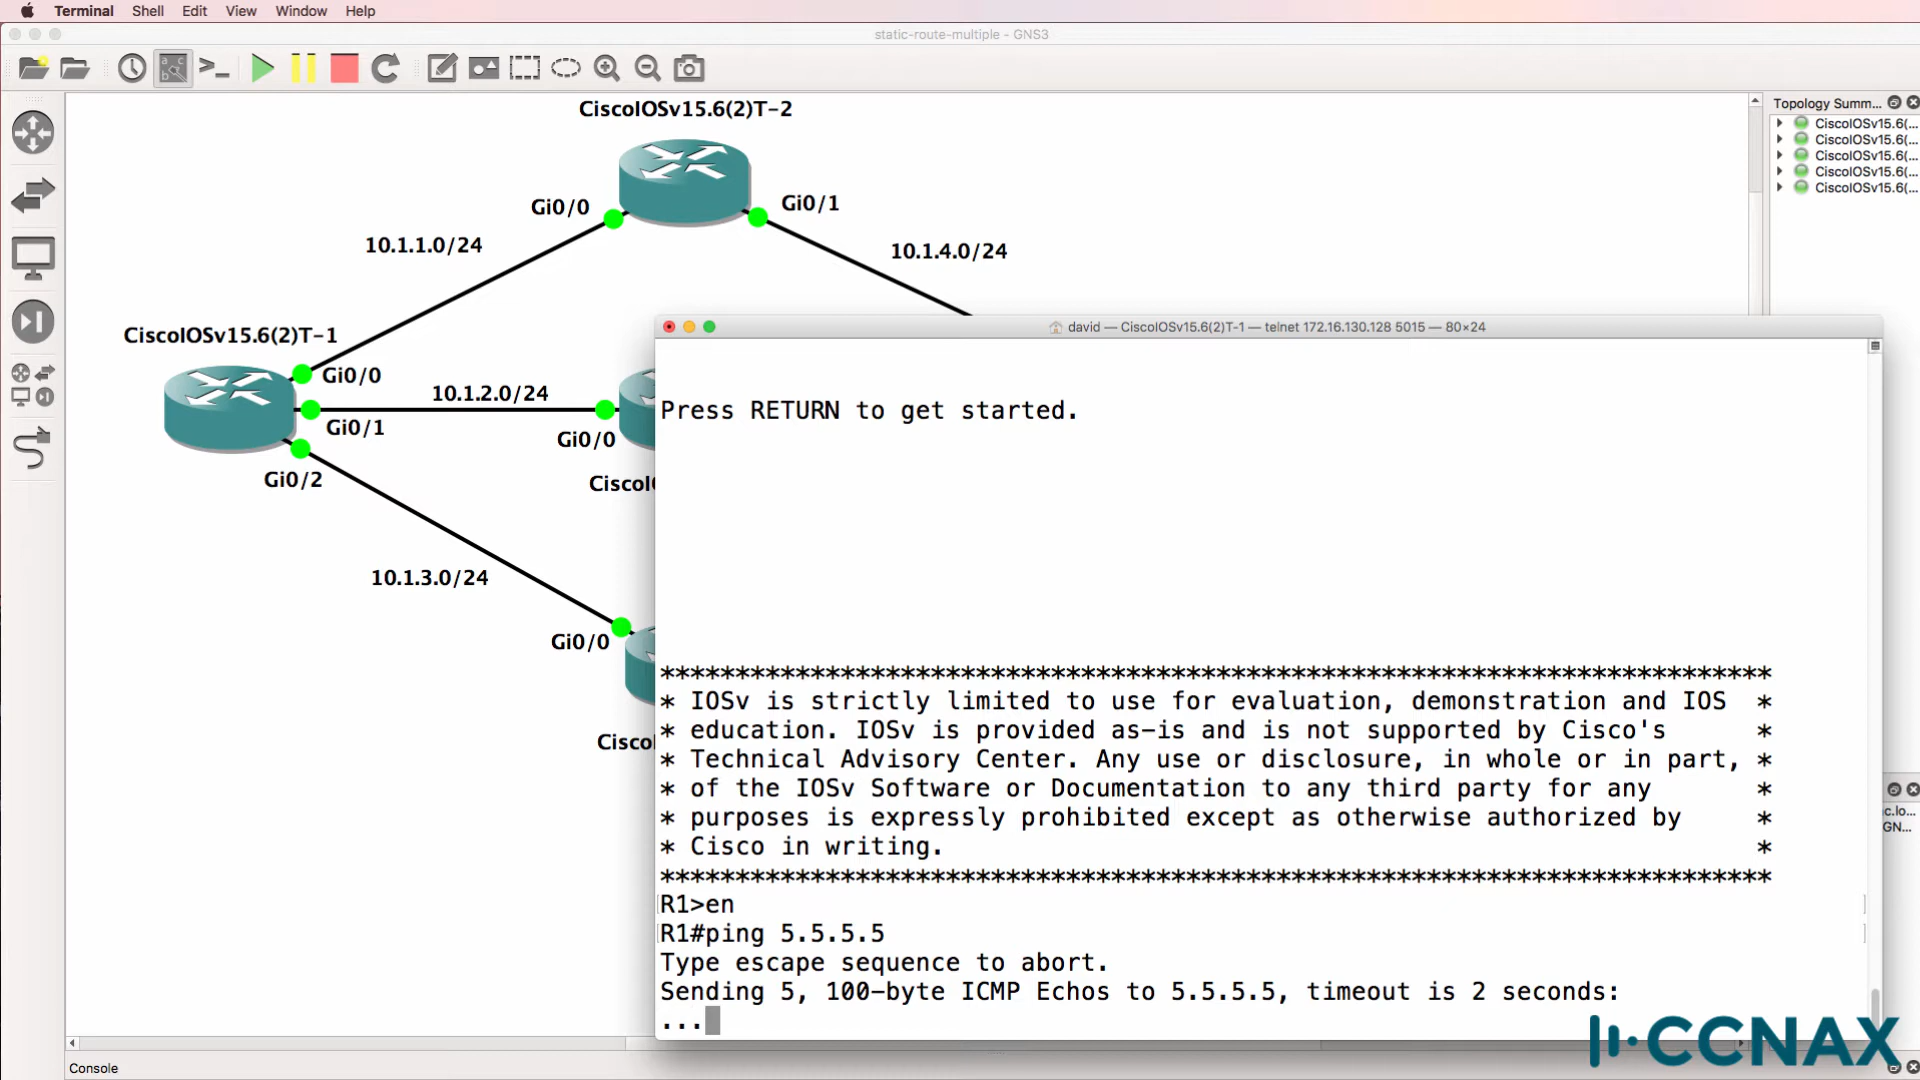 Terminal Shell Edit View Window Help
static-route-multiple - GNS3
CiscoIOSv15.6(2)T-2
Topology Summ...
CiscoIOSv15.6(...
CiscoIOSv15.6(...
CiscoIOSv15.6(...
CiscoIOSv15.6(...
CiscoIOSv15.6(...
Gi0/0
Gi0/1
10.1.1.0/24
10.1.4.0/24
CiscoIOSv15.6(2)T-1
Gi0/0
10.1.2.0/24
Gi0/1
Gi0/0
Gi0/2
CiscoI
10.1.3.0/24
Gi0/0
Cisco
david — CiscoIOSv15.6(2)T-1 — telnet 172.16.130.128 5015 — 80×24
Press RETURN to get started.
**************************************************************************
* IOSv is strictly limited to use for evaluation, demonstration and IOS *
* education. IOSv is provided as-is and is not supported by Cisco's *
* Technical Advisory Center. Any use or disclosure, in whole or in part, *
* of the IOSv Software or Documentation to any third party for any *
* purposes is expressly prohibited except as otherwise authorized by *
* Cisco in writing. *
**************************************************************************
R1>en
R1#ping 5.5.5.5
Type escape sequence to abort.
Sending 5, 100-byte ICMP Echos to 5.5.5.5, timeout is 2 seconds:
...
c.lo...
GN...
Console
CCNAX